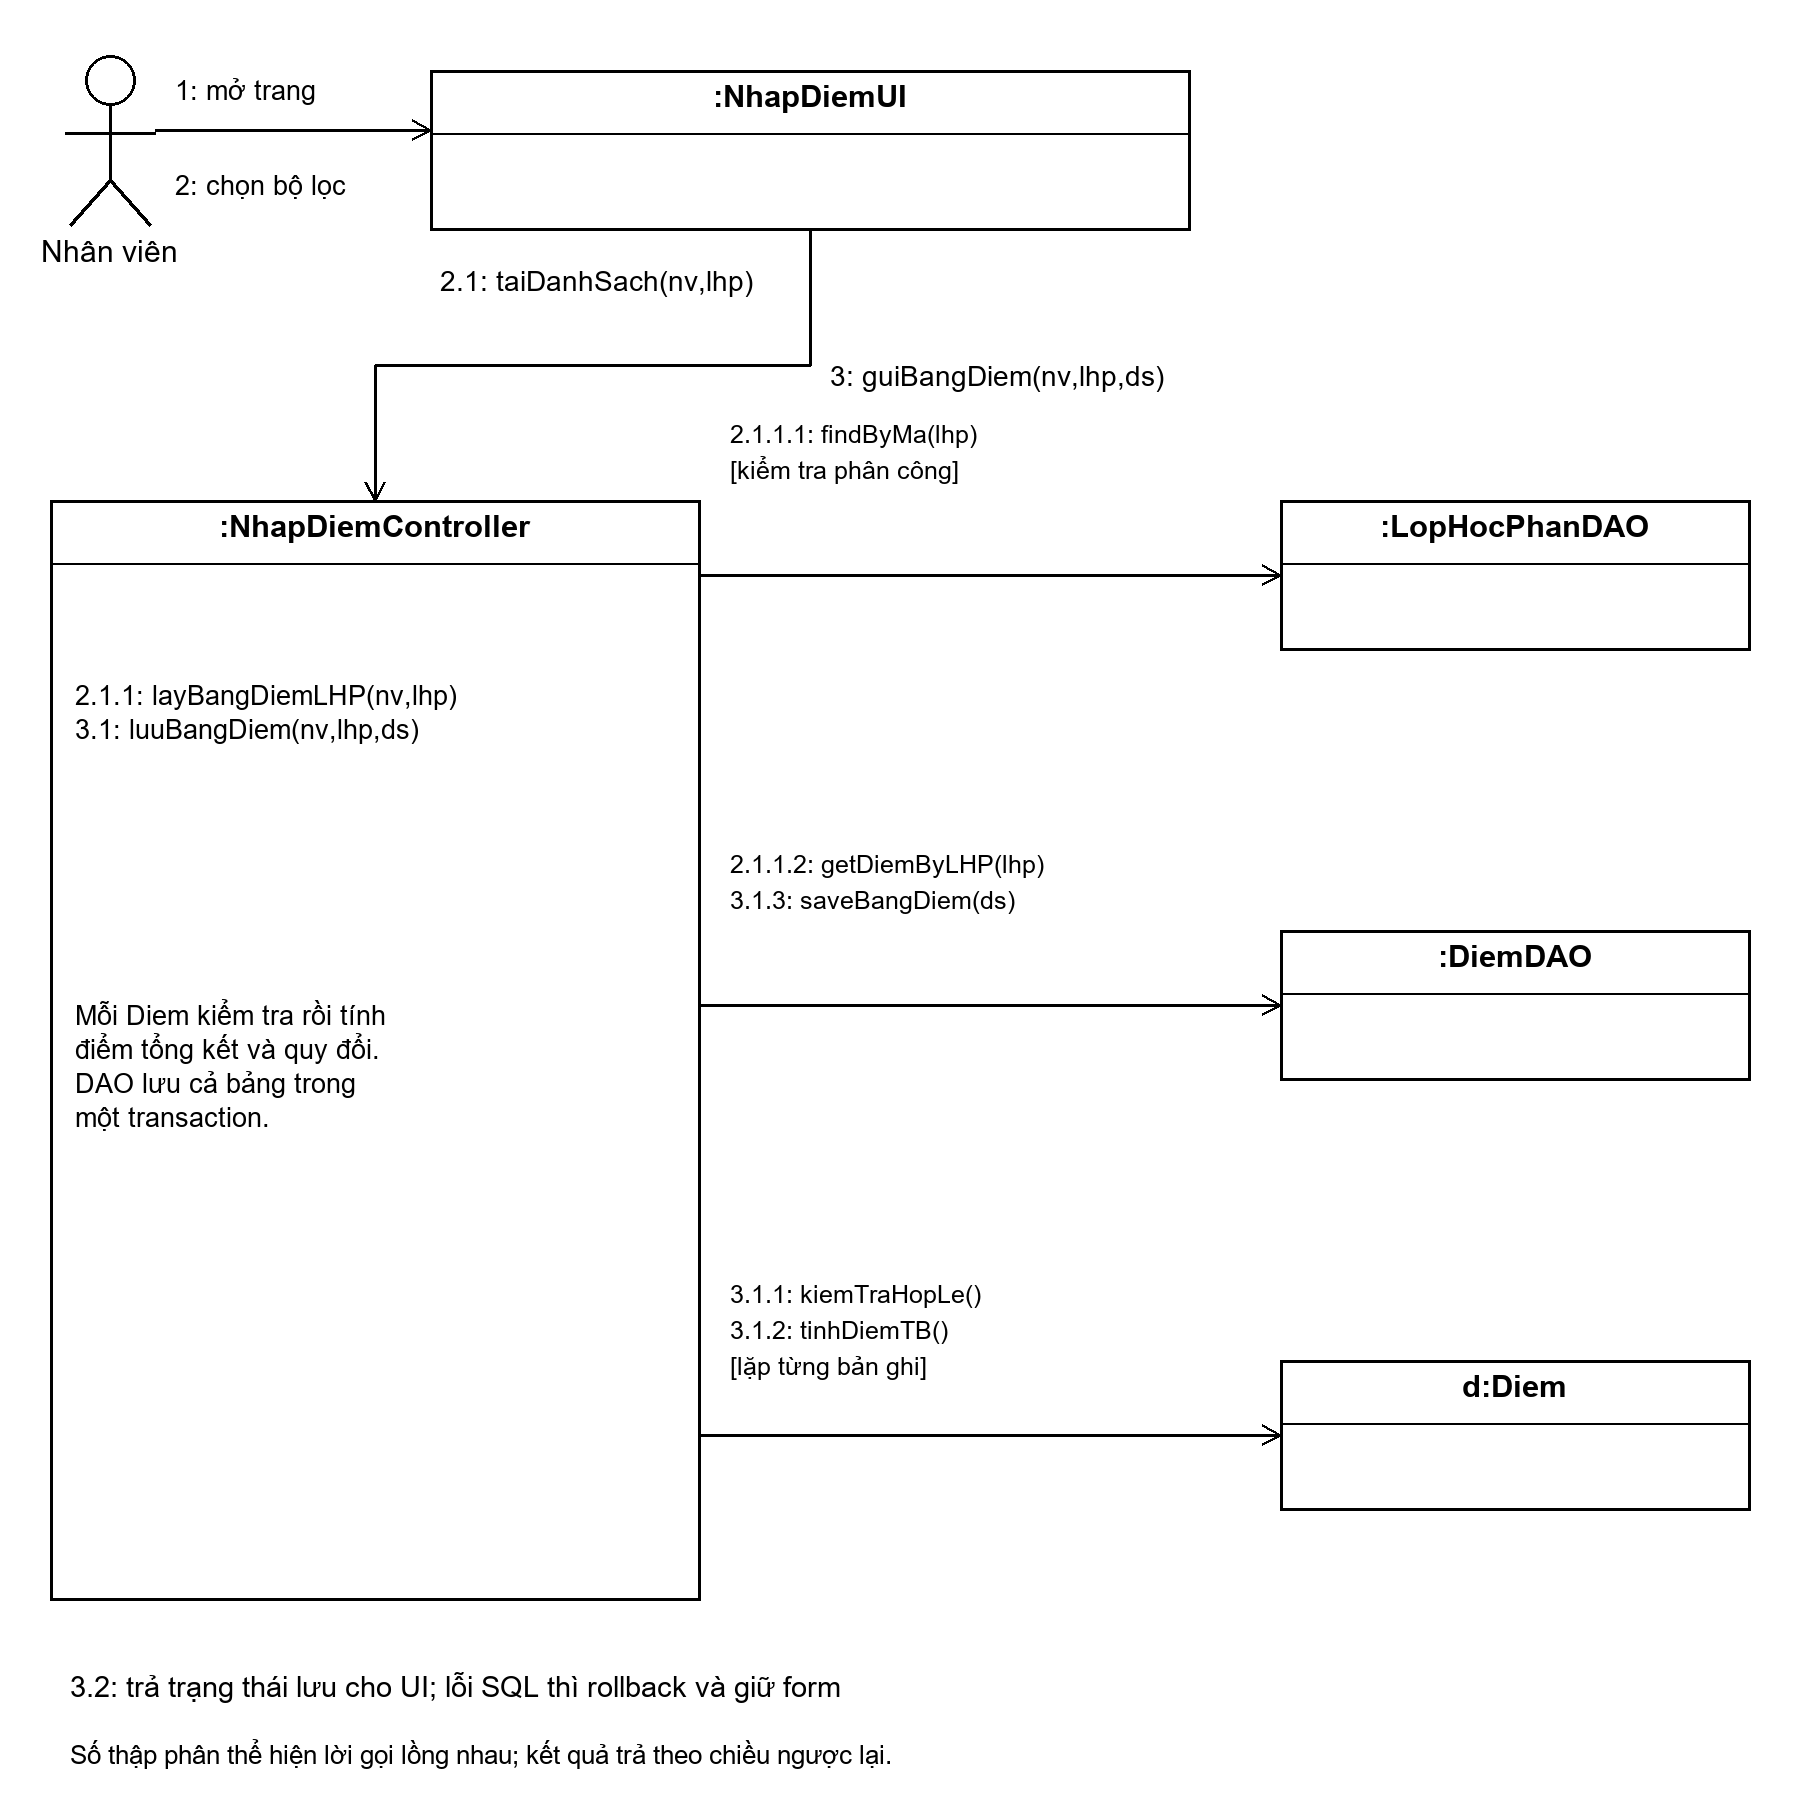 1: mở trang
:NhapDiemUI
2: chọn bộ lọc
Nhân viên
2.1: taiDanhSach(nv,lhp)
3: guiBangDiem(nv,lhp,ds)
2.1.1.1: findByMa(lhp)
[kiểm tra phân công]
:NhapDiemController
:LopHocPhanDAO
2.1.1: layBangDiemLHP(nv,lhp)
3.1: luuBangDiem(nv,lhp,ds)
2.1.1.2: getDiemByLHP(lhp)
3.1.3: saveBangDiem(ds)
:DiemDAO
Mỗi Diem kiểm tra rồi tính
điểm tổng kết và quy đổi.
DAO lưu cả bảng trong
một transaction.
3.1.1: kiemTraHopLe()
3.1.2: tinhDiemTB()
[lặp từng bản ghi]
d:Diem
3.2: trả trạng thái lưu cho UI; lỗi SQL thì rollback và giữ form
Số thập phân thể hiện lời gọi lồng nhau; kết quả trả theo chiều ngược lại.